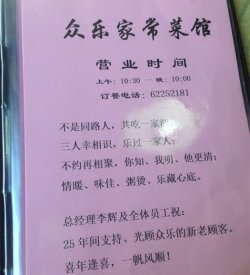 众乐家常菜馆
营业时间
上午：10:30 一晚：10:00
订餐电话：62252181
不是同路人，共吃一家
三人幸相识，乐过一家人；
不约再相聚，你知、我明、他更清；
情暖、味佳、粥烫、乐藏心底。
总经理李辉及全体员工祝：
25年间支持、光顾众乐的新老顾客。
喜年逢喜，一帆风顺！